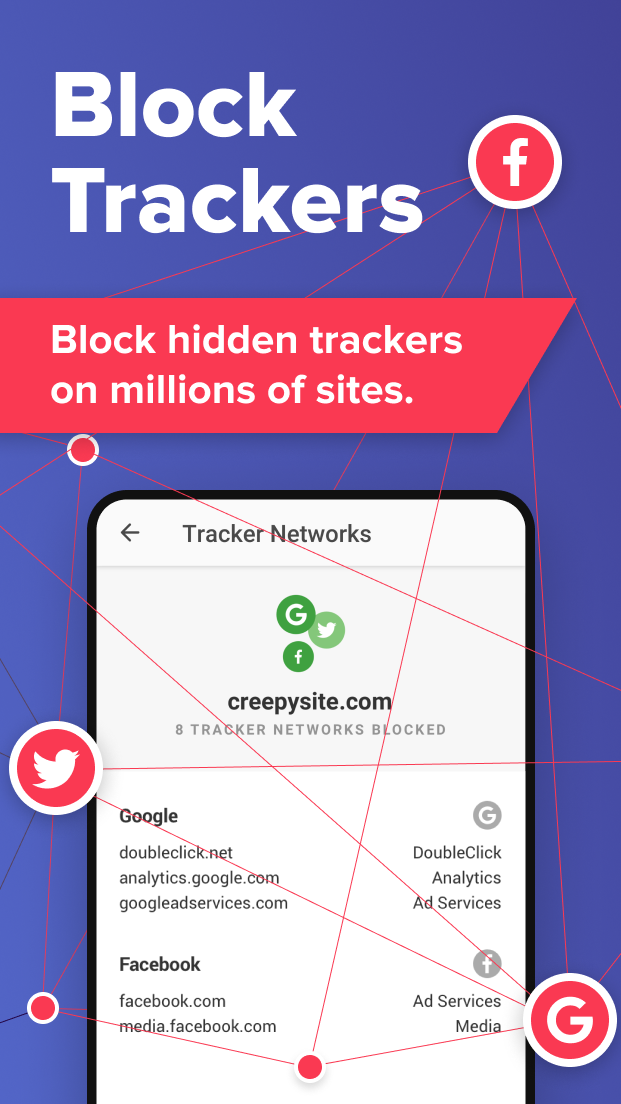 Block
Trackers
Block hidden trackers
on millions of sites.
Tracker Networks
creepysite.com
8 TRACKER NETWORKS BLOCKED
Google
doubleclick.net DoubleClick
analytics.google.com Analytics
googleadservices.com Ad Services
Facebook
facebook.com Ad Services
media.facebook.com Media